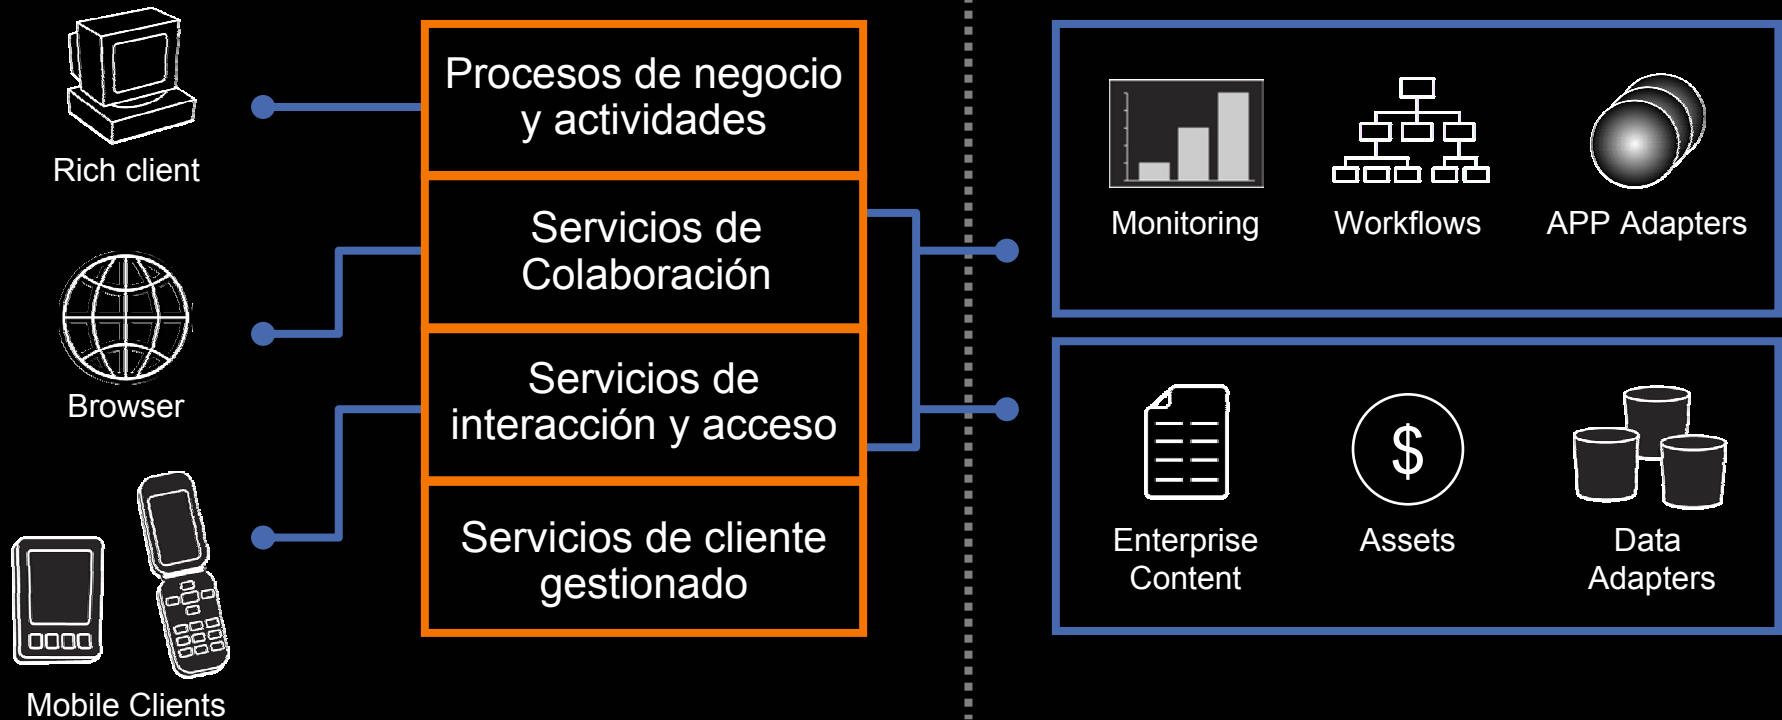 Rich client
Browser
Mobile Clients
Procesos de negocio
y actividades
Servicios de
Colaboración
Servicios de
interacción y acceso
Servicios de cliente
gestionado
Monitoring
Workflows
APP Adapters
$
Enterprise
Content
Assets
Data
Adapters